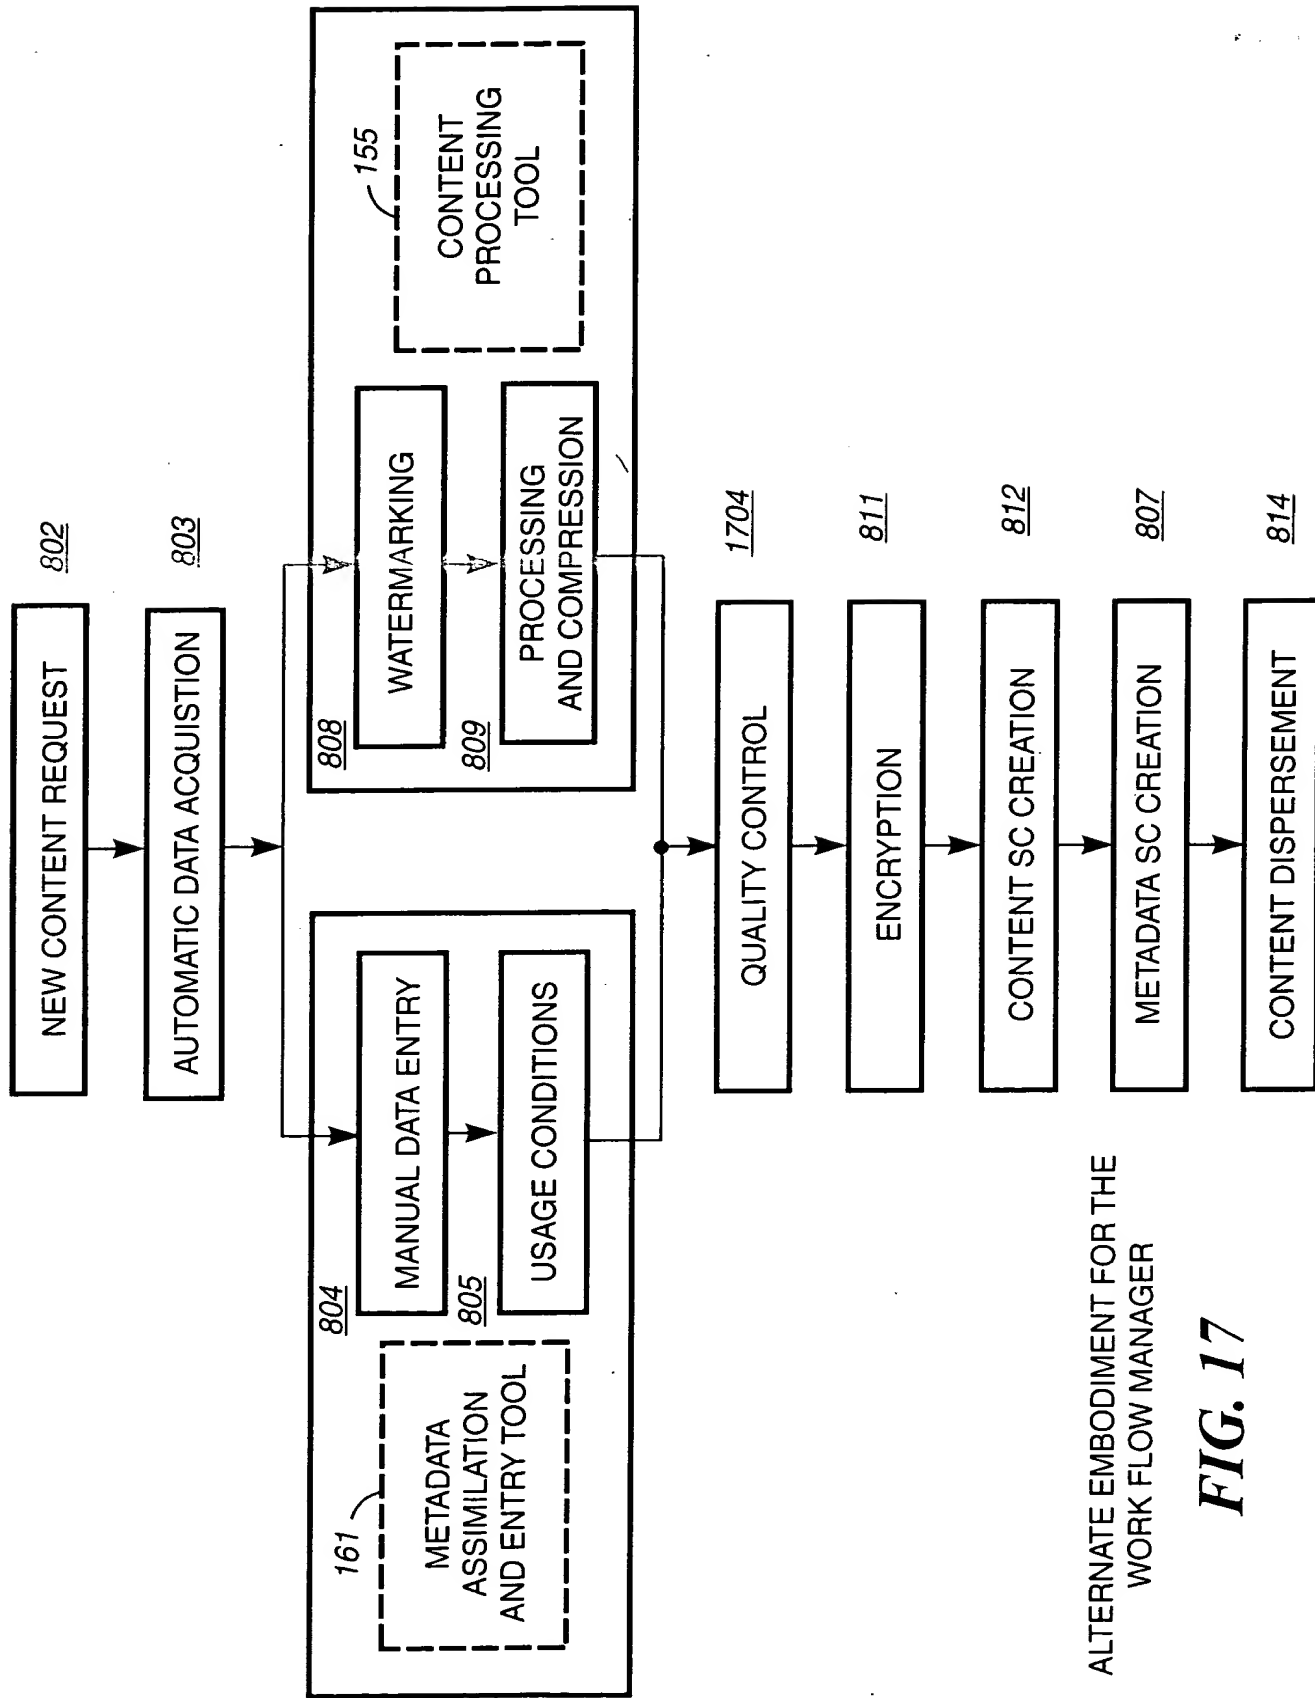 NEW CONTENT REQUEST
802
AUTOMATIC DATA ACQUISTION
803
161
METADATA
ASSIMILATION
AND ENTRY TOOL
804
MANUAL DATA ENTRY
805
USAGE CONDITIONS
808
WATERMARKING
809
PROCESSING
AND COMPRESSION
155
CONTENT
PROCESSING
TOOL
QUALITY CONTROL
1704
ENCRYPTION
811
CONTENT SC CREATION
812
METADATA SC CREATION
807
CONTENT DISPERSEMENT
814
ALTERNATE EMBODIMENT FOR THE
WORK FLOW MANAGER
FIG. 17